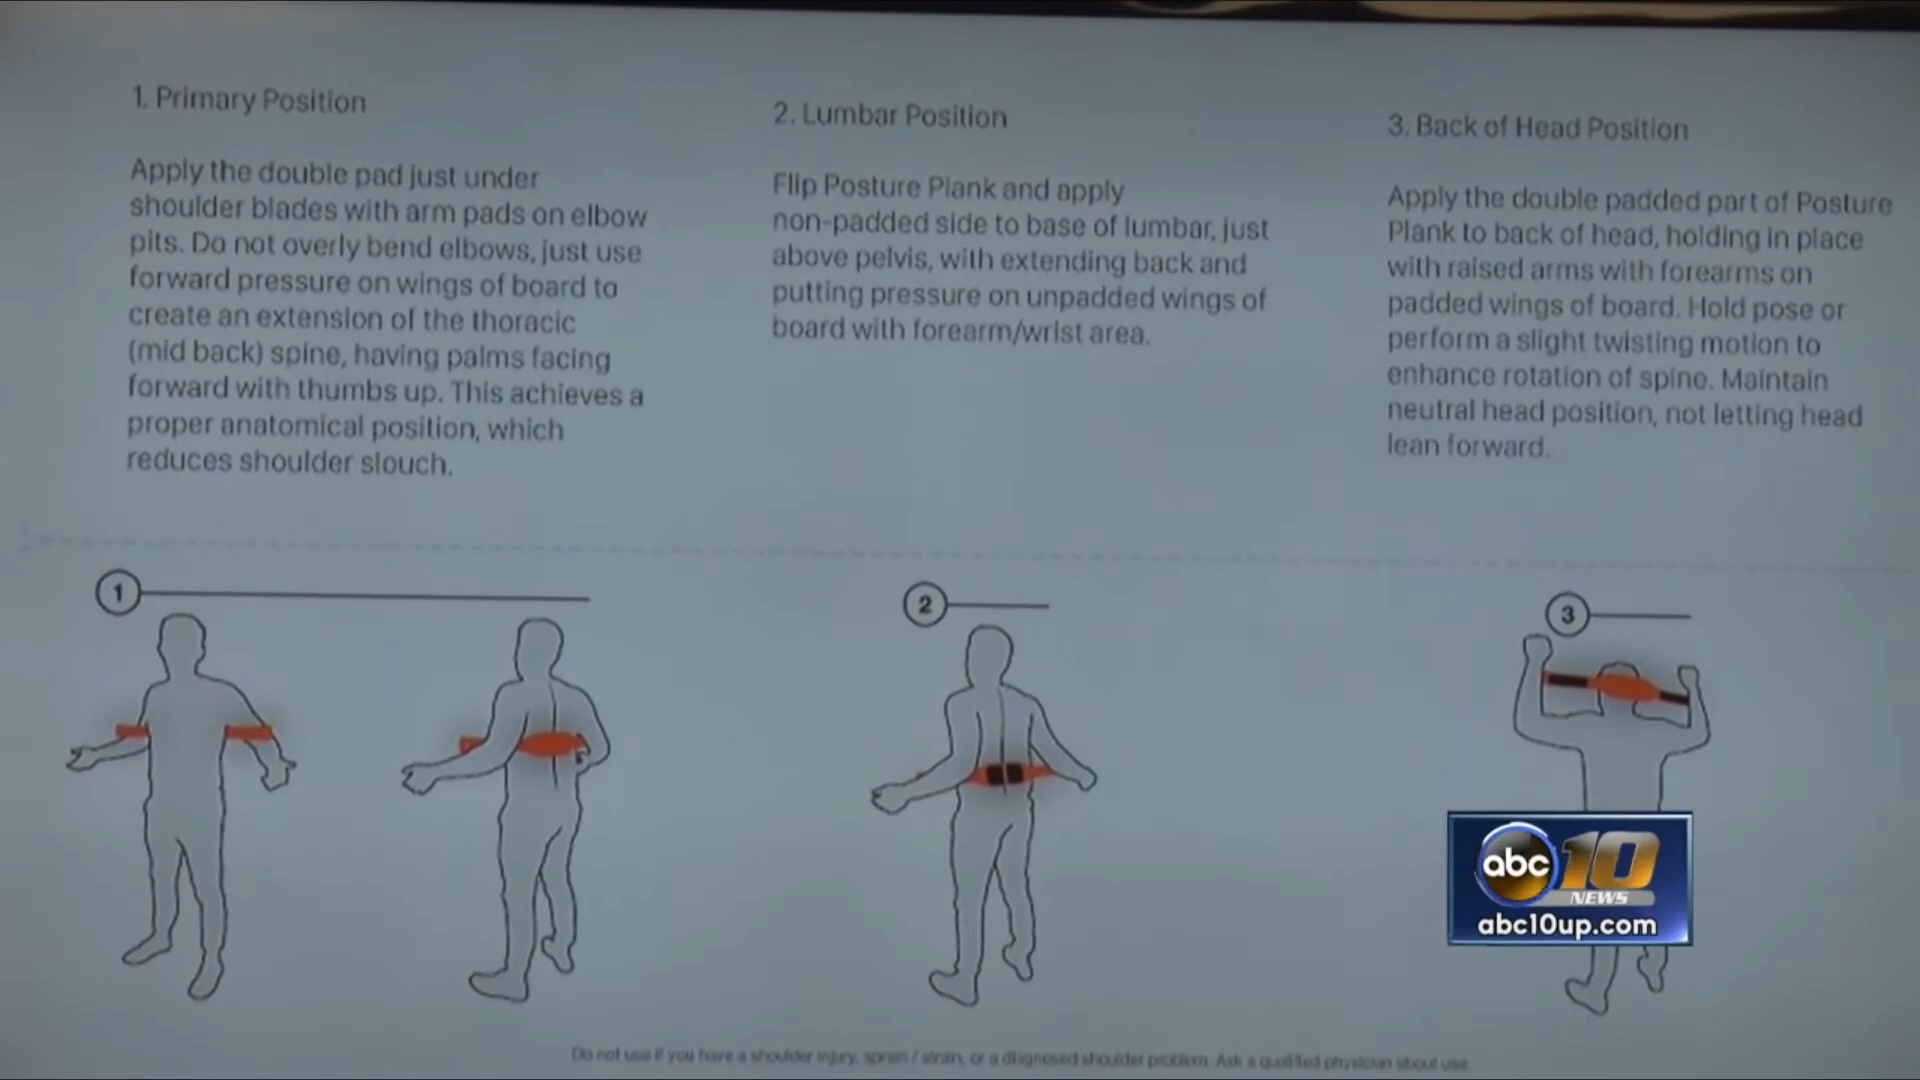 1. Primary Position
Apply the double pad just under
shoulder blades with arm pads on elbow
pits. Do not overly bend elbows, just use
forward pressure on wings of board to
create an extension of the thoracic
(mid back) spine, having palms facing
forward with thumbs up. This achieves a
proper anatomical position, which
reduces shoulder slouch.
2. Lumbar Position
Flip Posture Plank and apply
non-padded side to base of lumbar, just
above pelvis, with extending back and
putting pressure on unpadded wings of
board with forearm/wrist area.
3. Back of Head Position
Apply the double padded part of Posture
Plank to back of head, holding in place
with raised arms with forearms on
padded wings of board. Hold pose or
perform a slight twisting motion to
enhance rotation of spine. Maintain
neutral head position, not letting head
lean forward.
1
2
3
abc 10
NEWS
abc10up.com
Do not use if you have a shoulder injury, sprain / strain, or a diagnosed shoulder problem. Ask a qualified physician about use.